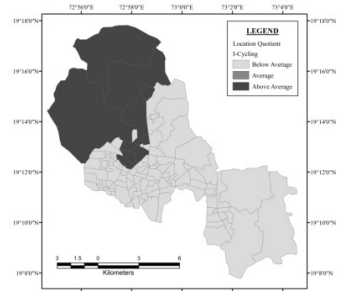 72°56'0"E 72°58'0"E 73°0'0"E 73°2'0"E 73°4'0"E
19°18'0"N 19°18'0"N
LEGEND
Location Quotient
I-Cycling
Below Average
Average
Above Average
19°16'0"N 19°16'0"N
19°14'0"N 19°14'0"N
19°12'0"N 19°12'0"N
19°10'0"N 19°10'0"N
19°8'0"N 19°8'0"N
3 1.5 0 3 6
Kilometers